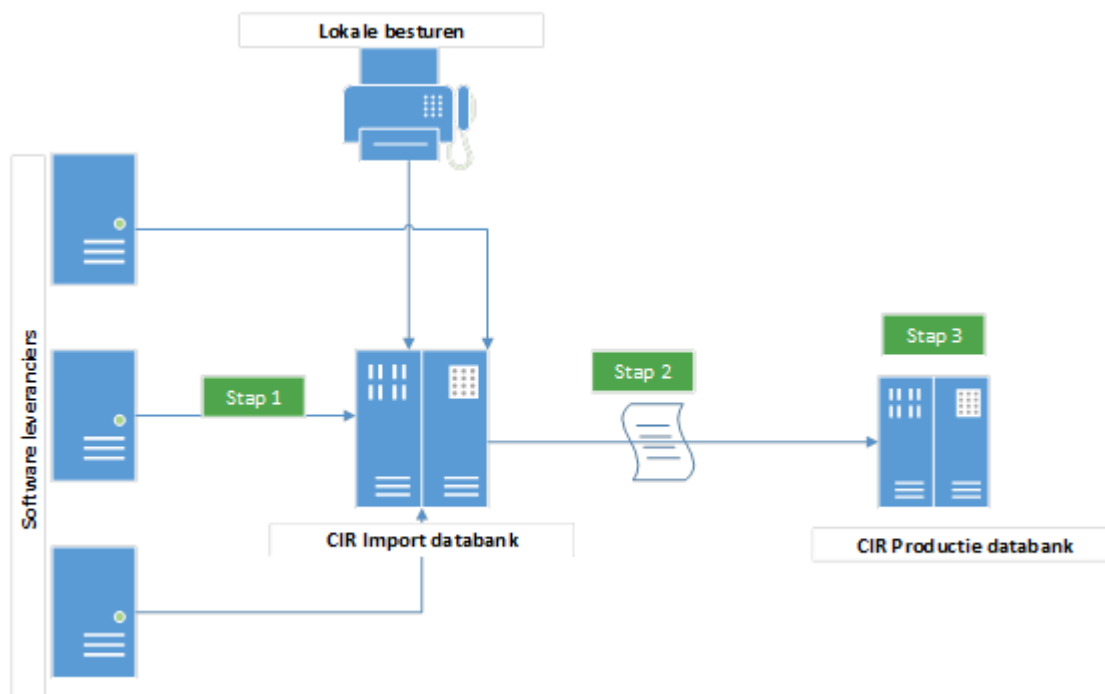 Lokale besturen
Software leveranciers
Stap 1
Stap 2
Stap 3
CIR Import databank
CIR Productie databank